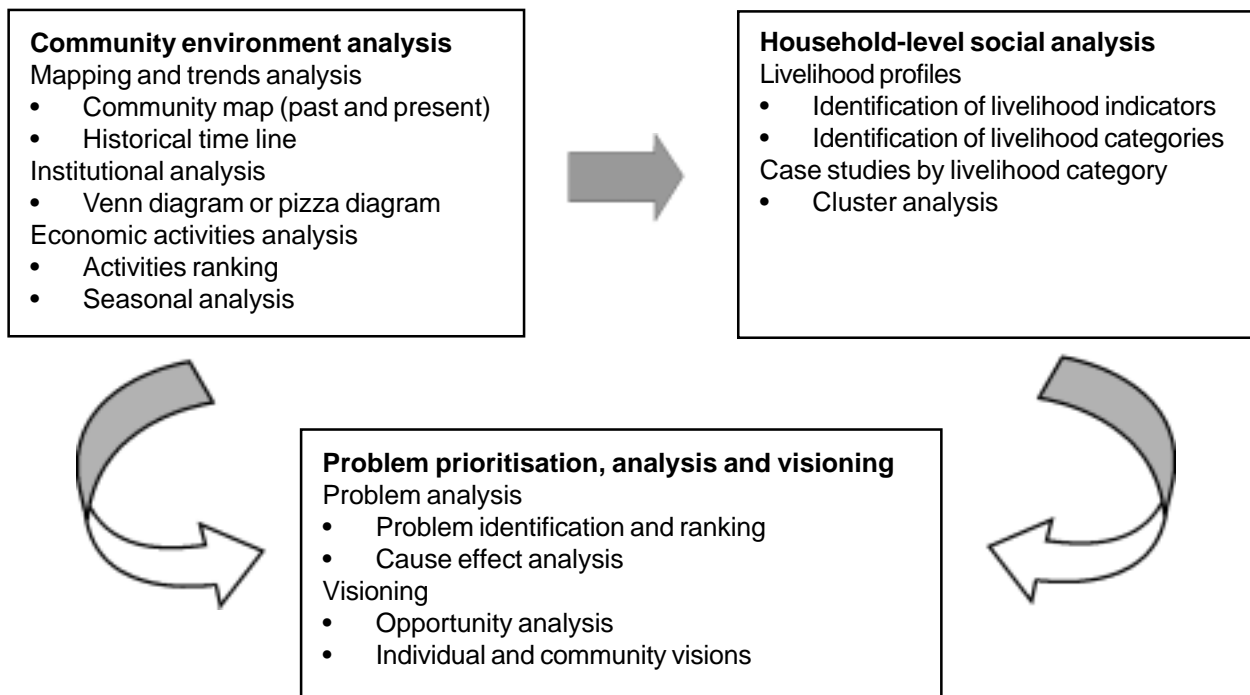 Community environment analysis
Mapping and trends analysis
• Community map (past and present)
• Historical time line
Institutional analysis
• Venn diagram or pizza diagram
Economic activities analysis
• Activities ranking
• Seasonal analysis
Household-level social analysis
Livelihood profiles
• Identification of livelihood indicators
• Identification of livelihood categories
Case studies by livelihood category
• Cluster analysis
Problem prioritisation, analysis and visioning
Problem analysis
• Problem identification and ranking
• Cause effect analysis
Visioning
• Opportunity analysis
• Individual and community visions